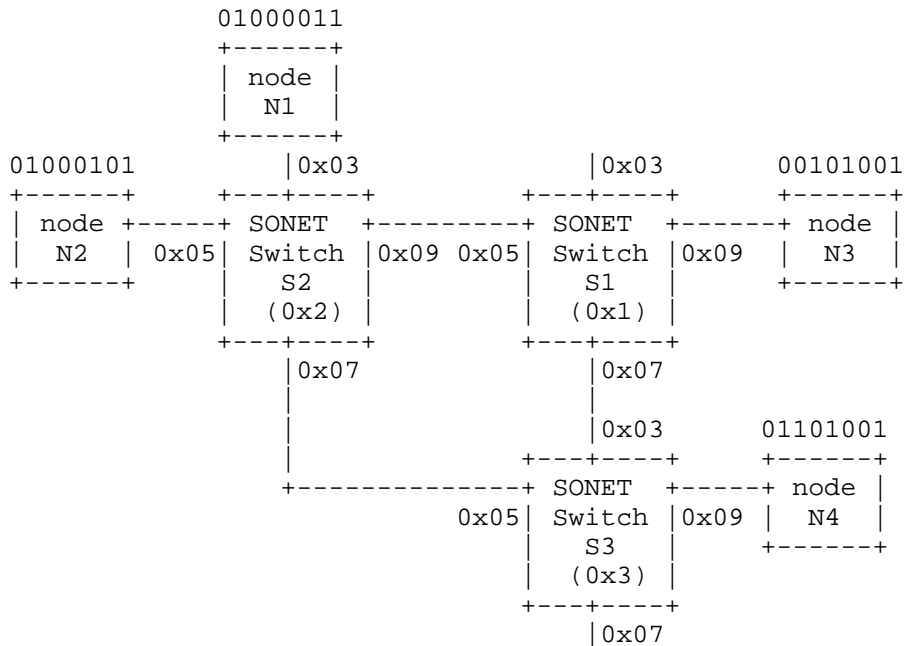 01000011
node
N1
01000101 |0x03 |0x03 00101001
node SONET SONET node
N2 0x05 Switch 0x09 0x05 Switch 0x09 N3
S2 S1
(0x2) (0x1)
|0x07 |0x07
|0x03 01101001
SONET node
0x05 Switch 0x09 N4
S3
(0x3)
|0x07